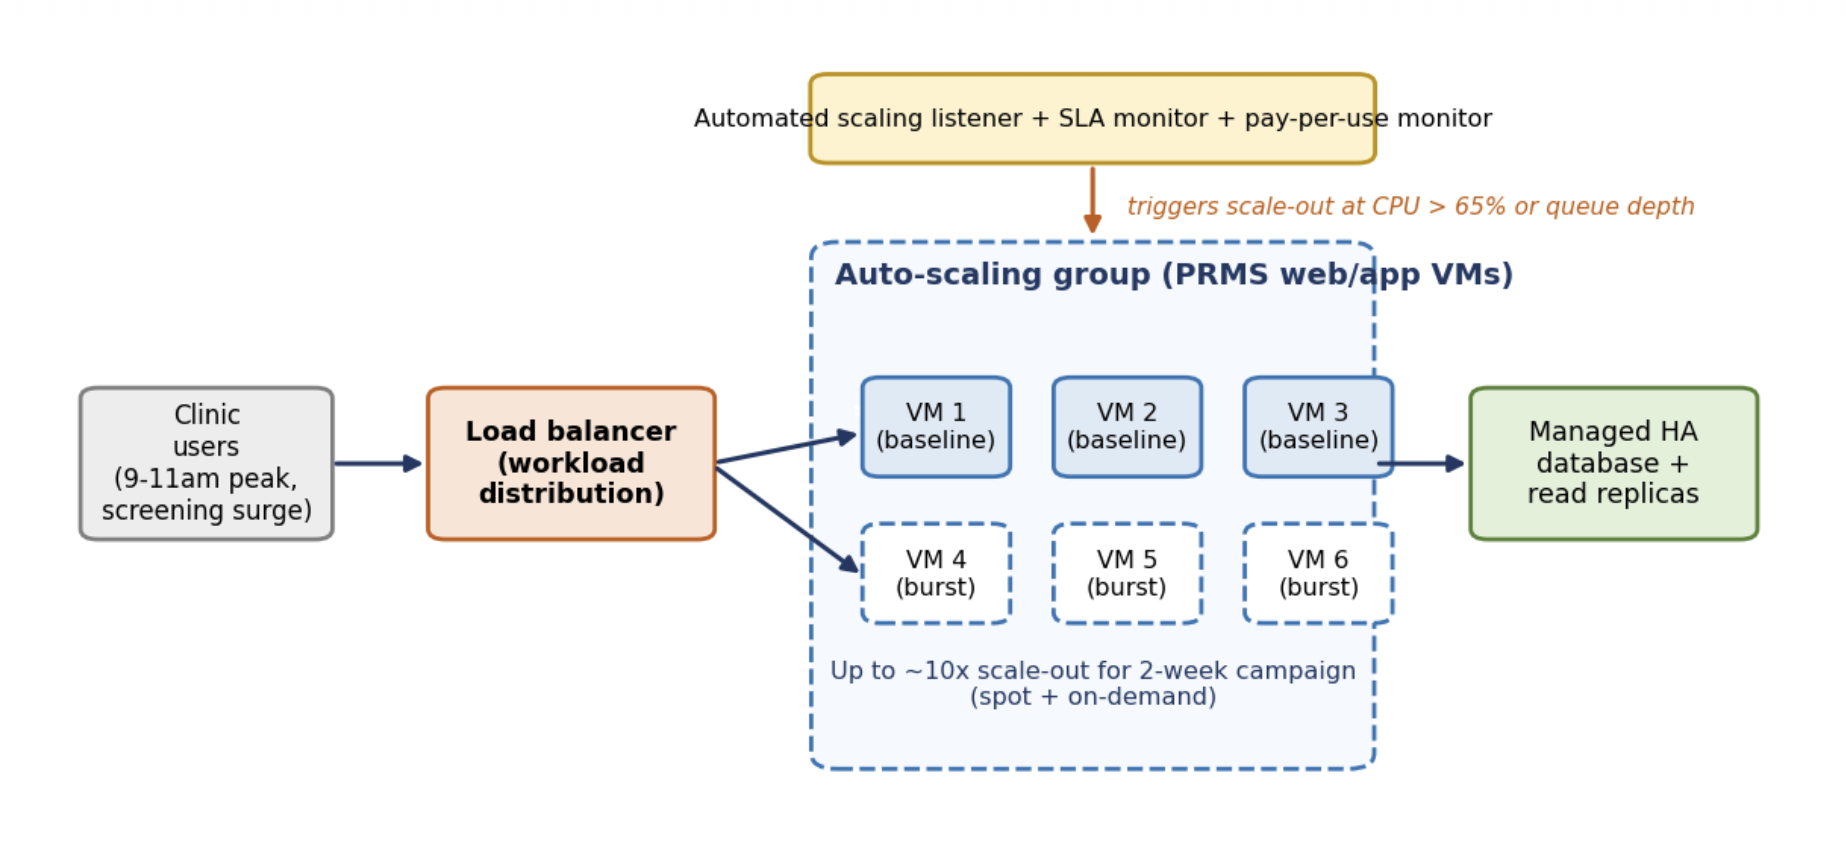 Automated scaling listener + SLA monitor + pay-per-use monitor
triggers scale-out at CPU > 65% or queue depth
Auto-scaling group (PRMS web/app VMs)
Clinic
users
(9-11am peak,
screening surge)
Load balancer
(workload
distribution)
VM 1
(baseline)
VM 2
(baseline)
VM 3
(baseline)
Managed HA
database +
read replicas
VM 4
(burst)
VM 5
(burst)
VM 6
(burst)
Up to ~10x scale-out for 2-week campaign
(spot + on-demand)